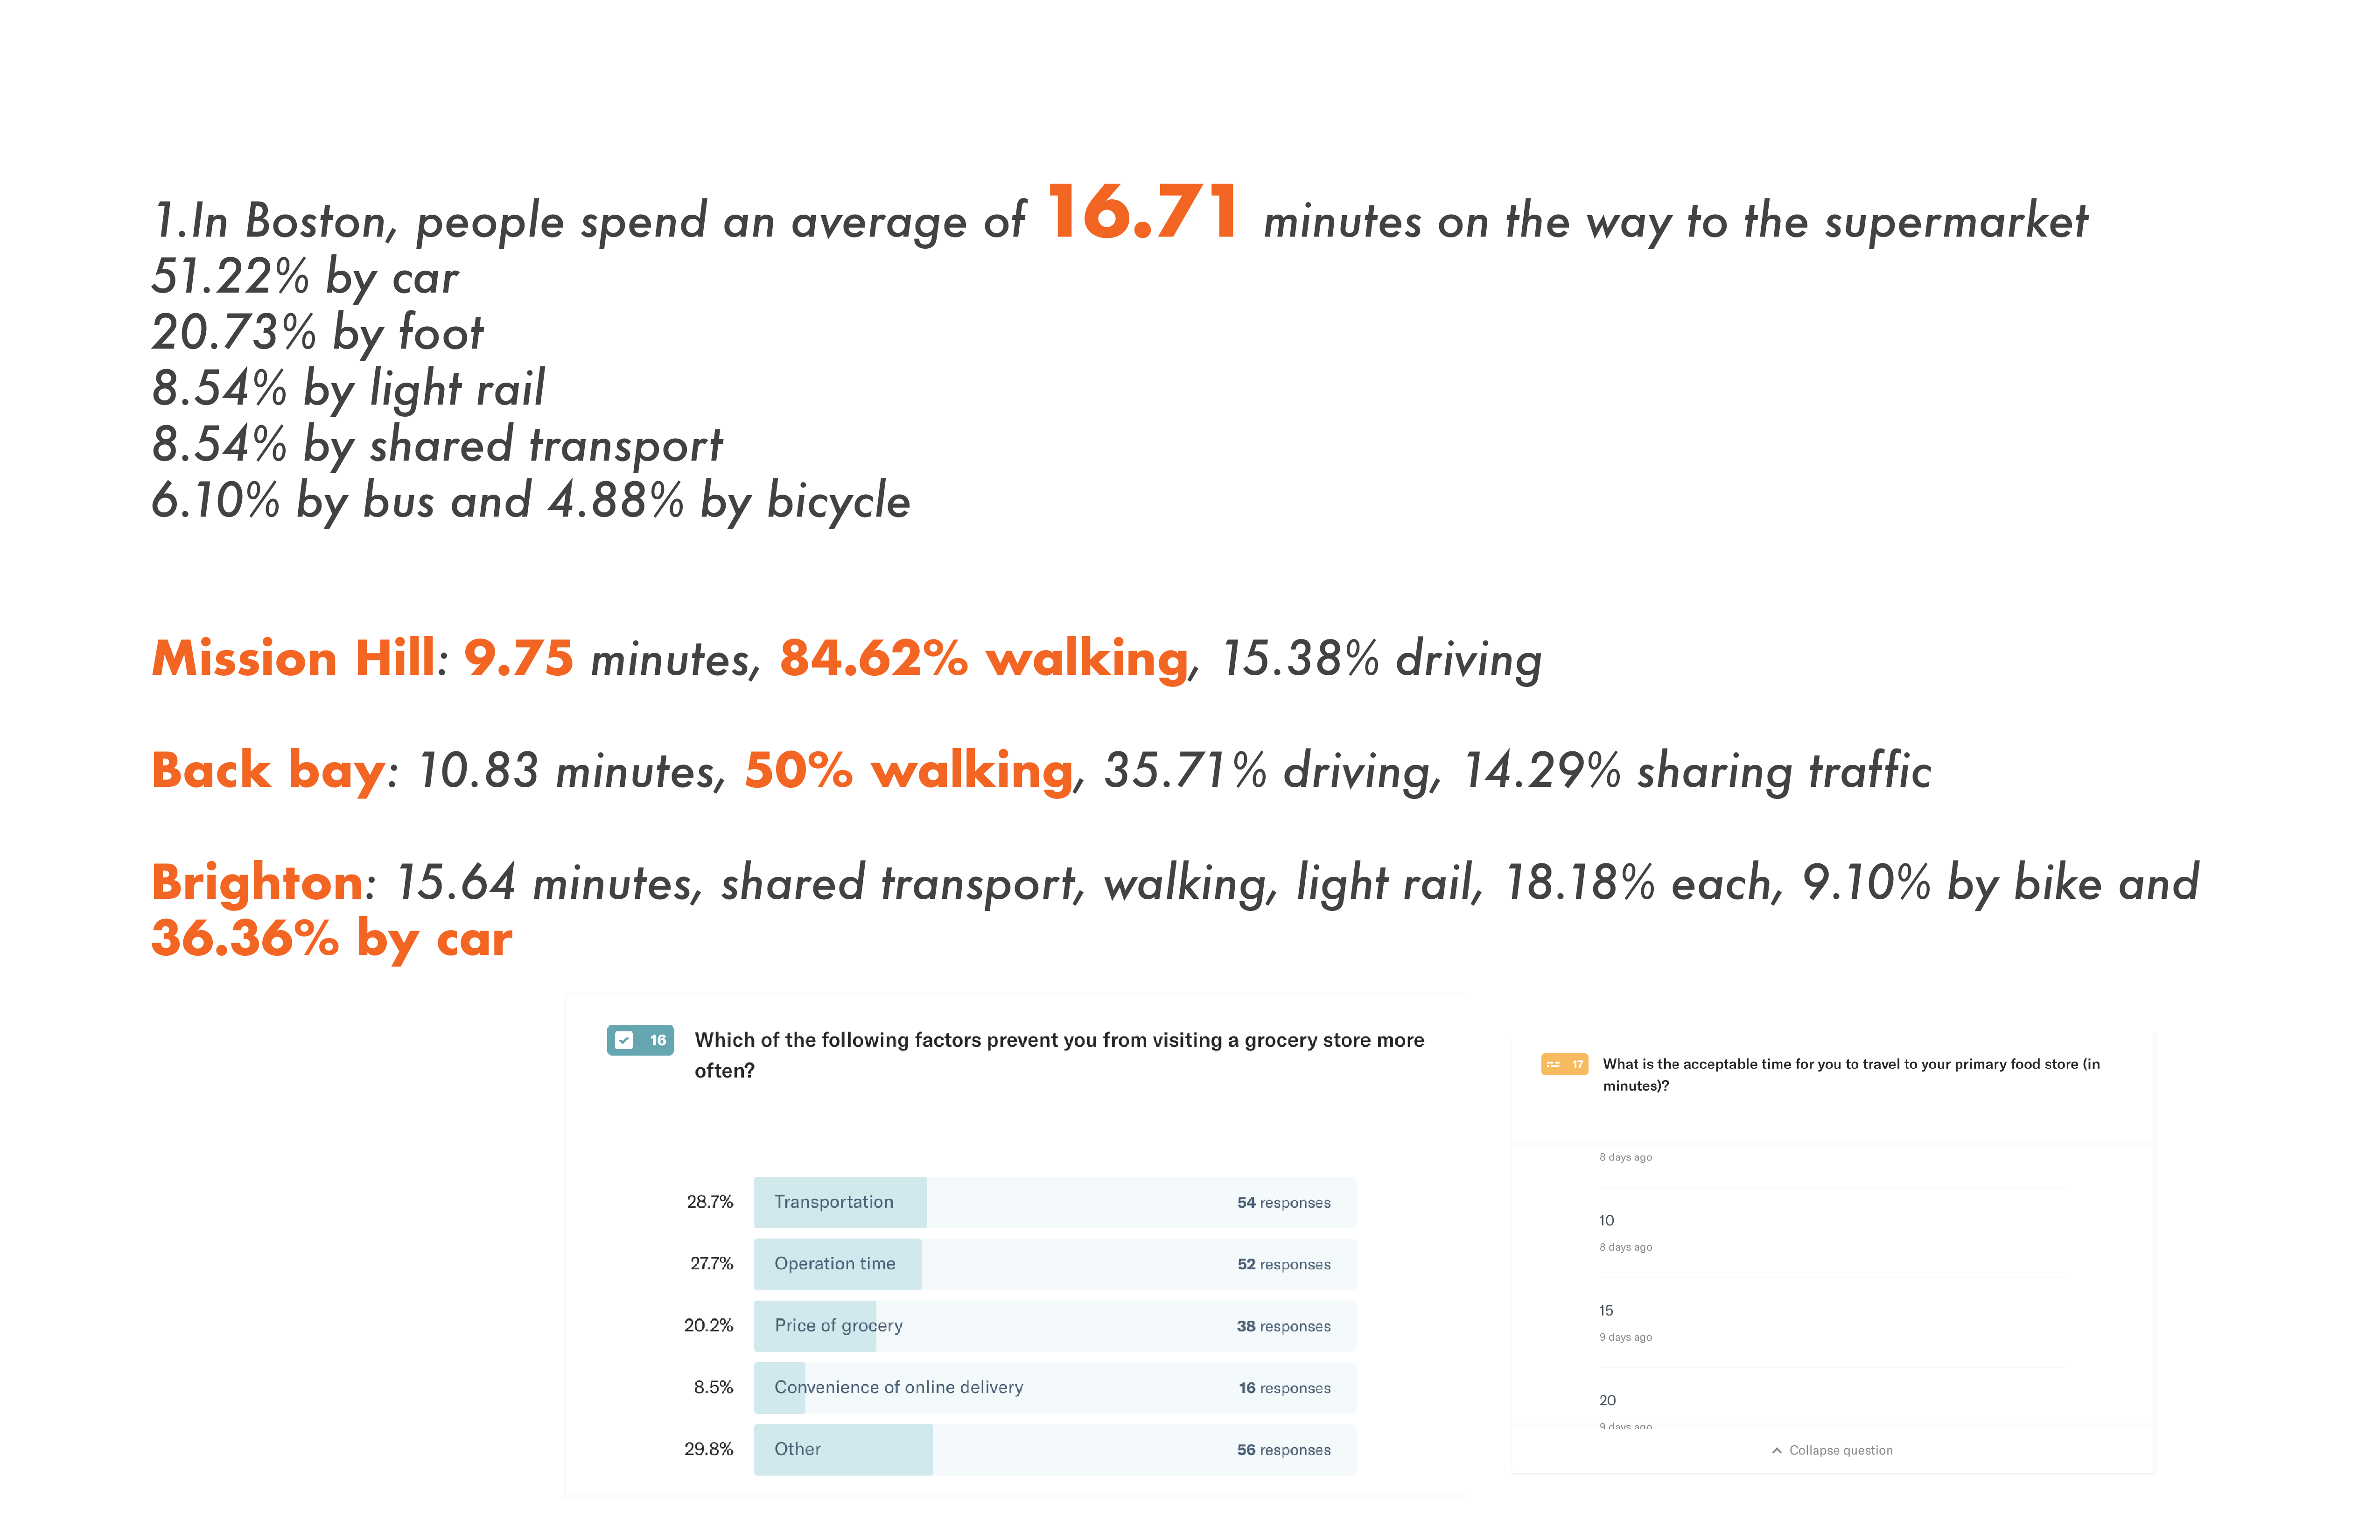 1.In Boston, people spend an average of 16.71 minutes on the way to the supermarket
51.22% by car
20.73% by foot
8.54% by light rail
8.54% by shared transport
6.10% by bus and 4.88% by bicycle
Mission Hill: 9.75 minutes, 84.62% walking, 15.38% driving
Back bay: 10.83 minutes, 50% walking, 35.71% driving, 14.29% sharing traffic
Brighton: 15.64 minutes, shared transport, walking, light rail, 18.18% each, 9.10% by bike and
36.36% by car
16 Which of the following factors prevent you from visiting a grocery store more
often?
28.7% Transportation 54 responses
27.7% Operation time 52 responses
20.2% Price of grocery 38 responses
8.5% Convenience of online delivery 16 responses
29.8% Other 56 responses
17 What is the acceptable time for you to travel to your primary food store (in
minutes)?
8 days ago
10
8 days ago
15
9 days ago
20
9 days ago
Collapse question